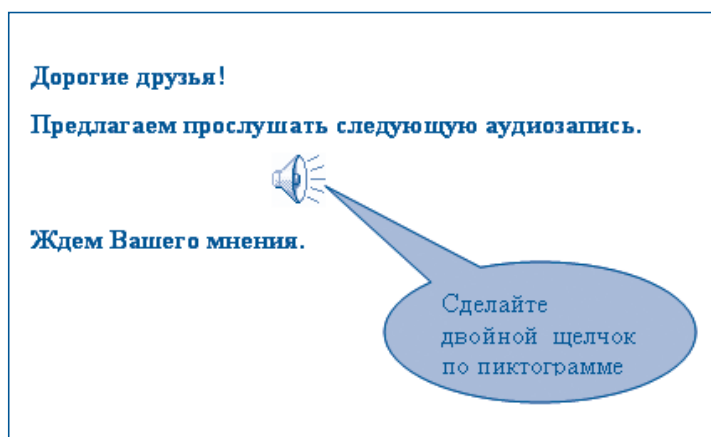 Дорогие друзья!
Предлагаем прослушать следующую аудиозапись.
Ждем Вашего мнения.
Сделайте
двойной щелчок
по пиктограмме